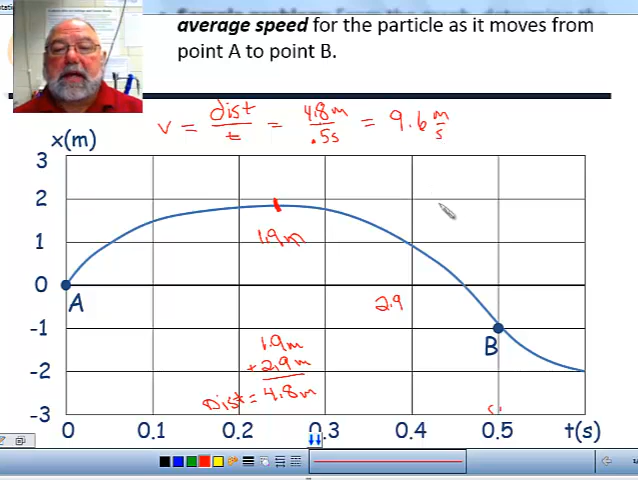 average speed for the particle as it moves from
point A to point B.
v = dist/t = 4.8m/.5s = 9.6 m/s
x(m)
3
2
1
0
-1
-2
-3
A
1.9m
2.9
B
1.9m
+2.9m
Dist = 4.8m
0 0.1 0.2 0.3 0.4 0.5 t(s)